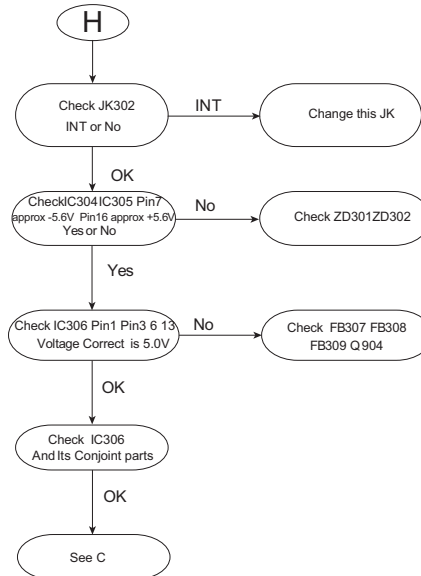 H
Check JK302
INT or No
INT
Change this JK
OK
CheckIC304IC305 Pin7
approx -5.6V Pin16 approx +5.6V
Yes or No
No
Check ZD301ZD302
Yes
Check IC306 Pin1 Pin3 6 13
Voltage Correct is 5.0V
No
Check FB307 FB308
FB309 Q904
OK
Check IC306
And Its Conjoint parts
OK
See C